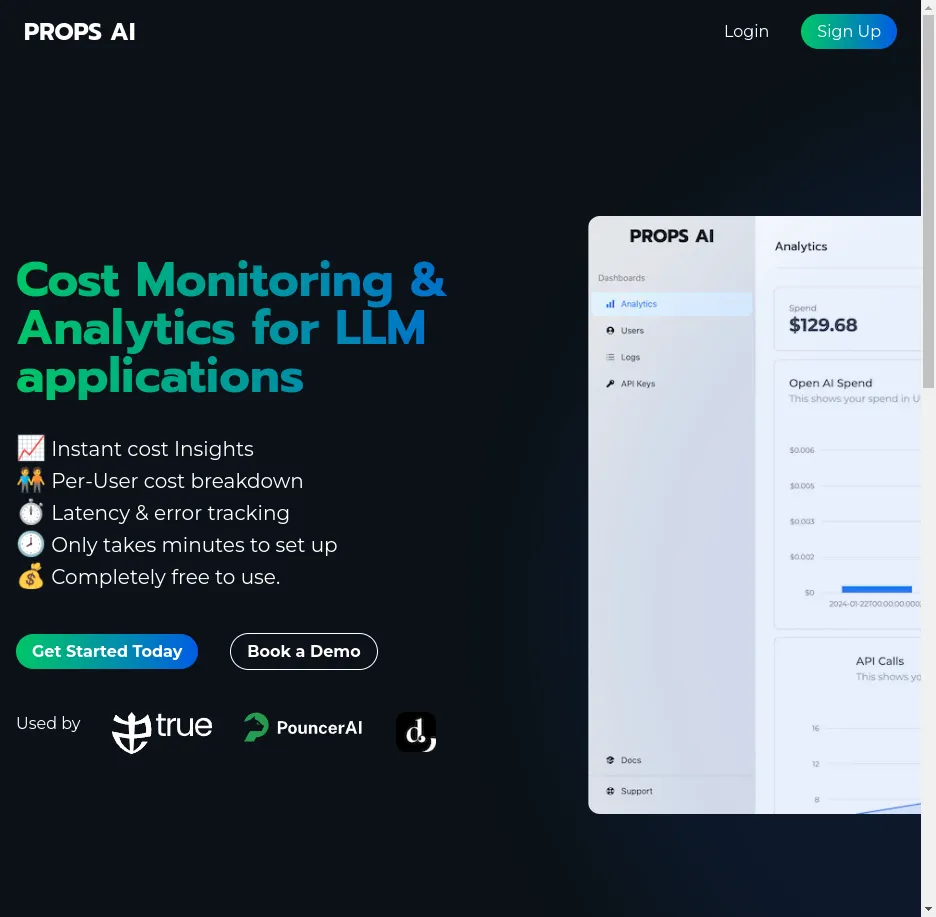 PROPS AI
Login
Sign Up
Cost Monitoring &
Analytics for LLM
applications
📈 Instant cost Insights
🧑‍🤝‍🧑 Per-User cost breakdown
⏱️ Latency & error tracking
🕗 Only takes minutes to set up
💰 Completely free to use.
Get Started Today
Book a Demo
Used by
true
PouncerAI
d
PROPS AI
Dashboards
Analytics
Users
Logs
API Keys
Docs
Support
Analytics
Spend
$129.68
Open AI Spend
This shows your spend in U
$0.006
$0.005
$0.003
$0.002
$0
2024-01-22T00:00:00.000
API Calls
This shows yo
16
12
8